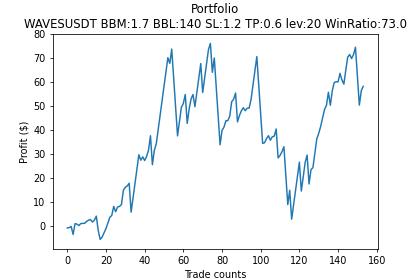 Portfolio
WAVESUSDT BBM:1.7 BBL:140 SL:1.2 TP:0.6 lev:20 WinRatio:73.0
80
70
60
50
40
30
20
10
0
Profit ($)
0 20 40 60 80 100 120 140 160
Trade counts